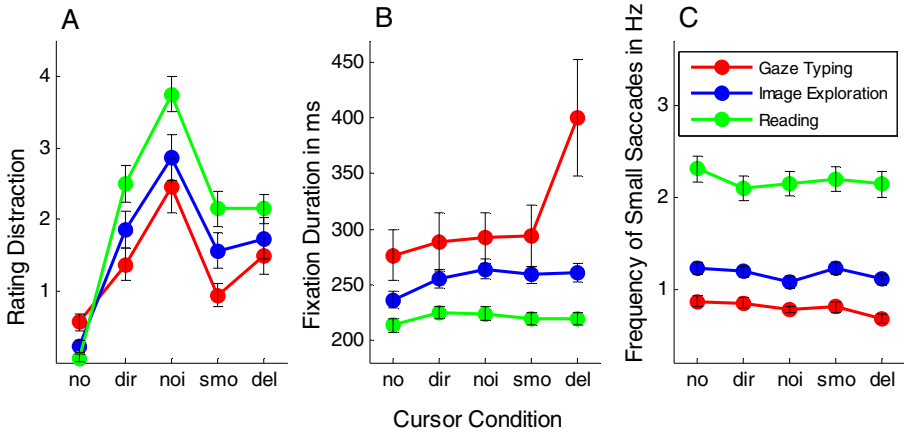 A
Rating Distraction
4
3
2
1
no dir noi smo del
B
Fixation Duration in ms
450
400
350
300
250
200
no dir noi smo del
Cursor Condition
C
Frequency of Small Saccades in Hz
3
2
1
Gaze Typing
Image Exploration
Reading
no dir noi smo del